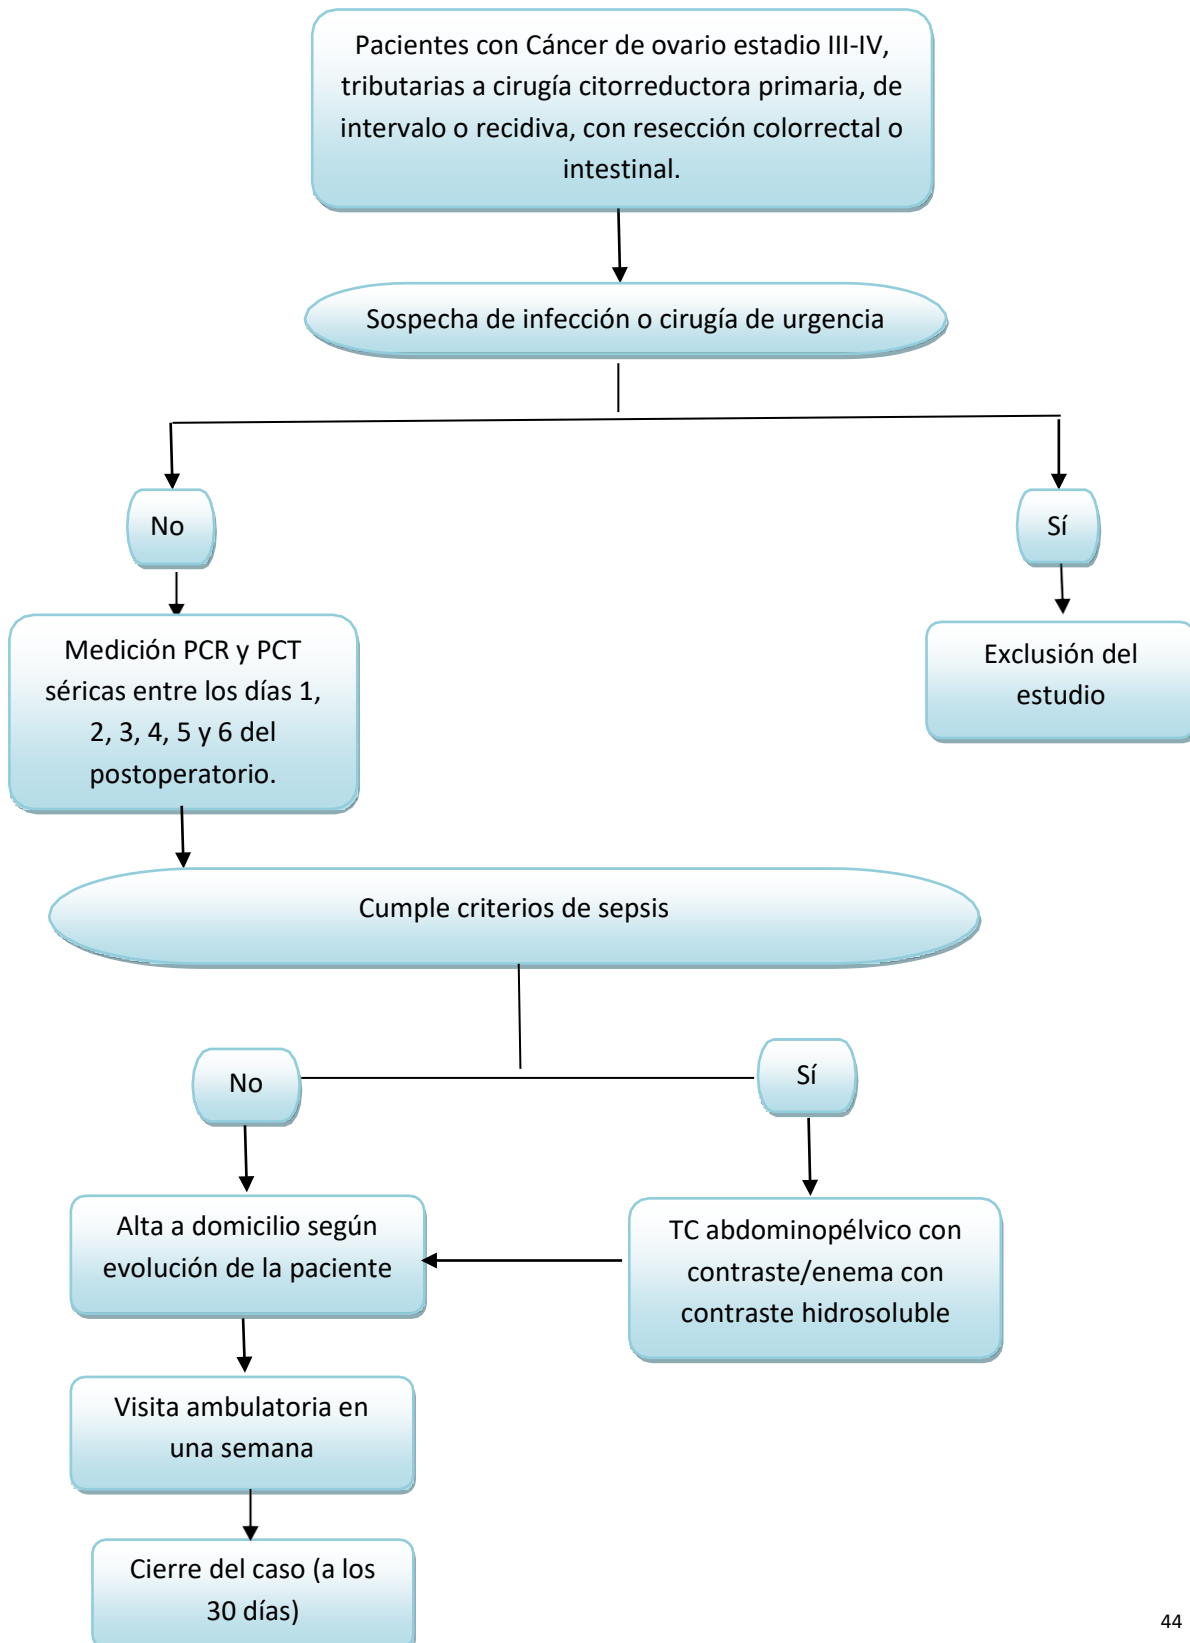 Pacientes con Cáncer de ovario estadio III-IV,
tributarias a cirugía citorreductora primaria, de
intervalo o recidiva, con resección colorrectal o
intestinal.
Sospecha de infección o cirugía de urgencia
No
Sí
Medición PCR y PCT
séricas entre los días 1,
2, 3, 4, 5 y 6 del
postoperatorio.
Exclusión del
estudio
Cumple criterios de sepsis
No
Sí
Alta a domicilio según
evolución de la paciente
TC abdominopélvico con
contraste/enema con
contraste hidrosoluble
Visita ambulatoria en
una semana
Cierre del caso (a los
30 días)
44